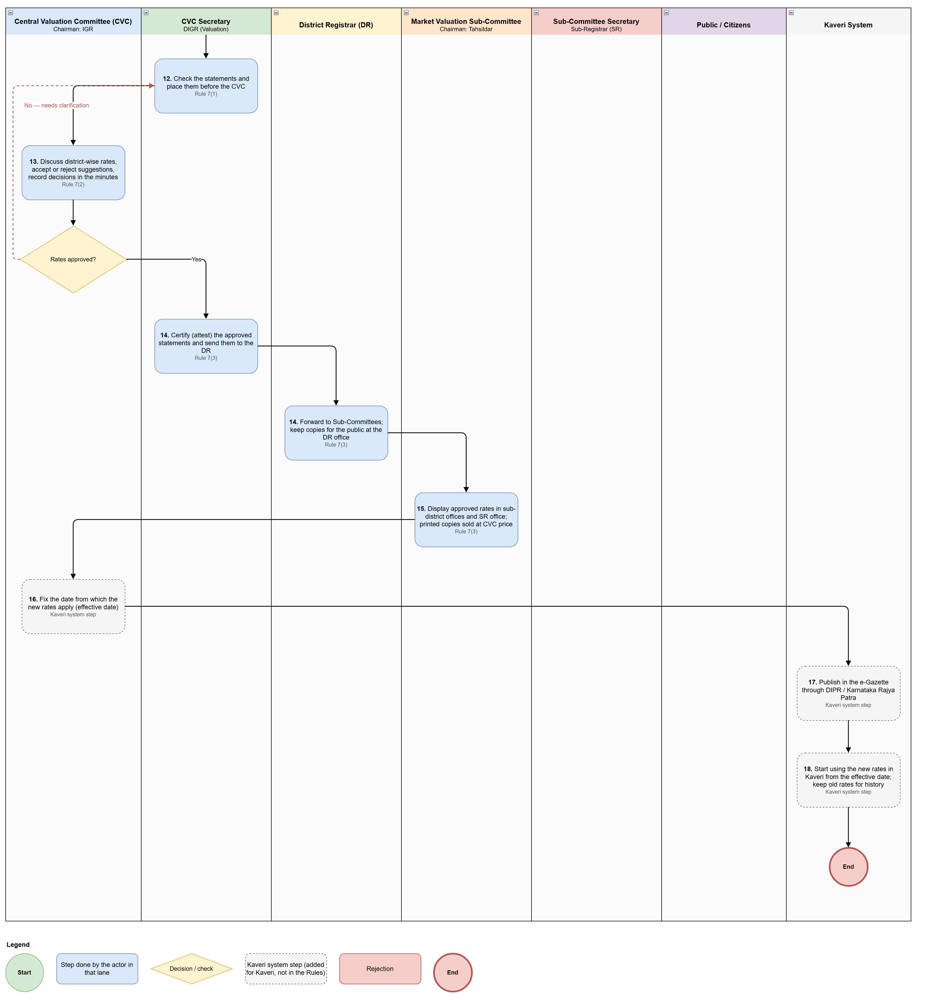 Central Valuation Committee (CVC)
Chairman: IGR
CVC Secretary
DIGR (Valuation)
District Registrar (DR)
Market Valuation Sub-Committee
Chairman: Tahsildar
Sub-Committee Secretary
Sub-Registrar (SR)
Public / Citizens
Kaveri System
12. Check the statements and
place them before the CVC
Rule 7(1)
No — needs clarification
13. Discuss district-wise rates,
accept or reject suggestions,
record decisions in the minutes
Rule 7(2)
Rates approved?
Yes
14. Certify (attest) the approved
statements and send them to the
DR
Rule 7(3)
14. Forward to Sub-Committees;
keep copies for the public at the
DR office
Rule 7(3)
15. Display approved rates in sub-
district offices and SR office;
printed copies sold at CVC price
Rule 7(3)
16. Fix the date from which the
new rates apply (effective date)
Kaveri system step
17. Publish in the e-Gazette
through DIPR / Karnataka Rajya
Patra
Kaveri system step
18. Start using the new rates in
Kaveri from the effective date;
keep old rates for history
Kaveri system step
End
Legend
Start
Step done by the actor in
that lane
Decision / check
Kaveri system step (added
for Kaveri, not in the Rules)
Rejection
End